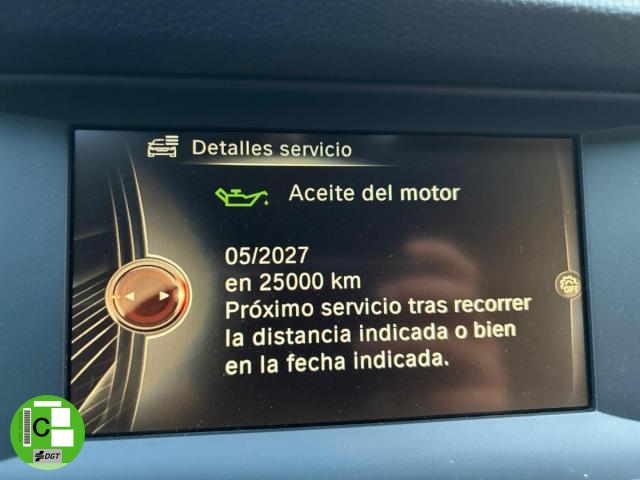 Detalles servicio
Aceite del motor
05/2027
en 25000 km
Próximo servicio tras recorrer
la distancia indicada o bien
en la fecha indicada.
OPT
C
DGT